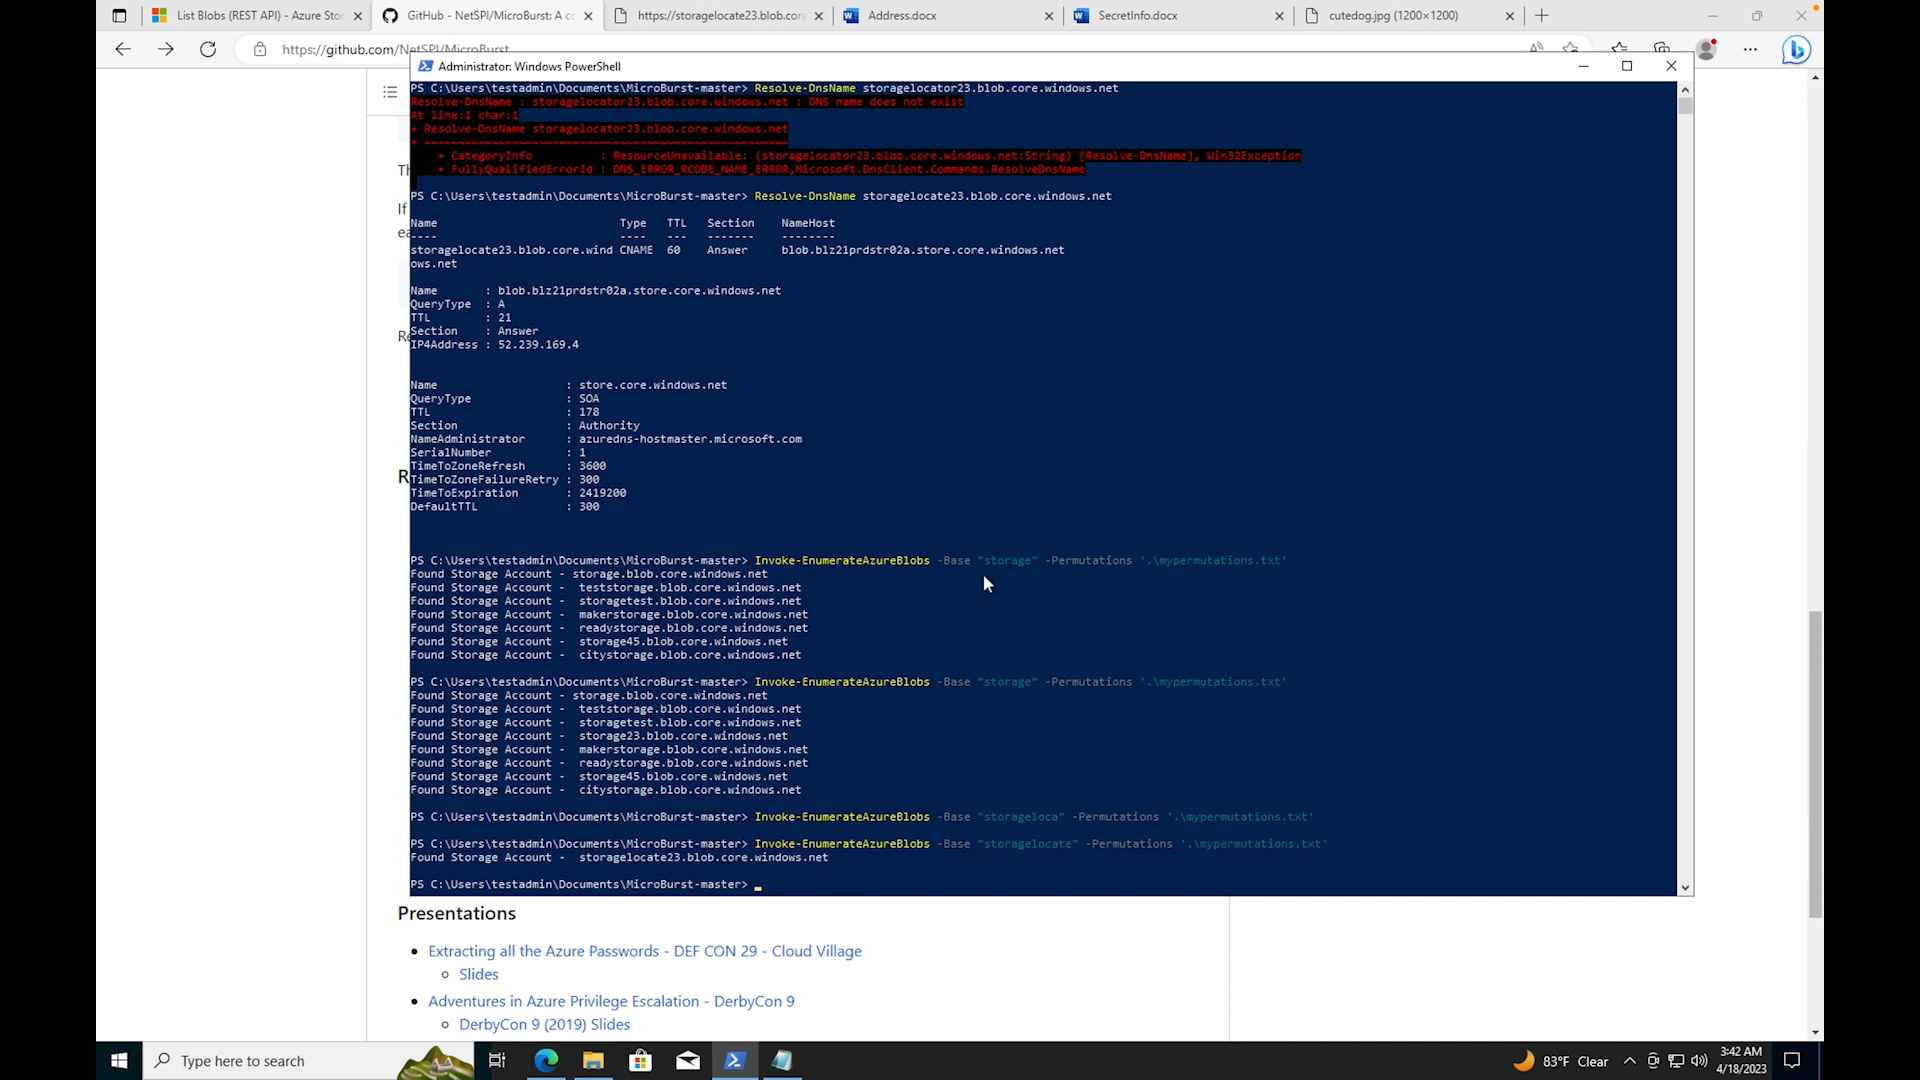 List Blobs (REST API) - Azure Stor
GitHub - NetSPI/MicroBurst: A co
https://storagelocate23.blob.core
Address.docx
SecretInfo.docx
cutedog.jpg (1200×1200)
https://github.com/NetSPI/MicroBurst
Administrator: Windows PowerShell
PS C:\Users\testadmin\Documents\MicroBurst-master> Resolve-DnsName storagelocator23.blob.core.windows.net
Resolve-DnsName : storagelocator23.blob.core.windows.net : DNS name does not exist
At line:1 char:1
+ Resolve-DnsName storagelocator23.blob.core.windows.net
+ ~~~~~~~~~~~~~~~~~~~~~~~~~~~~~~~~~~~~~~~~~~~~~~~~~~~~~~
+ CategoryInfo : ResourceUnavailable: (storagelocator23.blob.core.windows.net:String) [Resolve-DnsName], Win32Exception
+ FullyQualifiedErrorId : DNS_ERROR_RCODE_NAME_ERROR,Microsoft.DnsClient.Commands.ResolveDnsName
PS C:\Users\testadmin\Documents\MicroBurst-master> Resolve-DnsName storagelocate23.blob.core.windows.net
Name Type TTL Section NameHost
---- ---- --- ------- --------
storagelocate23.blob.core.wind CNAME 60 Answer blob.blz21prdstr02a.store.core.windows.net
ows.net
Name : blob.blz21prdstr02a.store.core.windows.net
QueryType : A
TTL : 21
Section : Answer
IP4Address : 52.239.169.4
Name : store.core.windows.net
QueryType : SOA
TTL : 178
Section : Authority
NameAdministrator : azuredns-hostmaster.microsoft.com
SerialNumber : 1
TimeToZoneRefresh : 3600
TimeToZoneFailureRetry : 300
TimeToExpiration : 2419200
DefaultTTL : 300
PS C:\Users\testadmin\Documents\MicroBurst-master> Invoke-EnumerateAzureBlobs -Base "storage" -Permutations '.\mypermutations.txt'
Found Storage Account - storage.blob.core.windows.net
Found Storage Account - teststorage.blob.core.windows.net
Found Storage Account - storagetest.blob.core.windows.net
Found Storage Account - makerstorage.blob.core.windows.net
Found Storage Account - readystorage.blob.core.windows.net
Found Storage Account - storage45.blob.core.windows.net
Found Storage Account - citystorage.blob.core.windows.net
PS C:\Users\testadmin\Documents\MicroBurst-master> Invoke-EnumerateAzureBlobs -Base "storage" -Permutations '.\mypermutations.txt'
Found Storage Account - storage.blob.core.windows.net
Found Storage Account - teststorage.blob.core.windows.net
Found Storage Account - storagetest.blob.core.windows.net
Found Storage Account - storage23.blob.core.windows.net
Found Storage Account - makerstorage.blob.core.windows.net
Found Storage Account - readystorage.blob.core.windows.net
Found Storage Account - storage45.blob.core.windows.net
Found Storage Account - citystorage.blob.core.windows.net
PS C:\Users\testadmin\Documents\MicroBurst-master> Invoke-EnumerateAzureBlobs -Base "storageloca" -Permutations '.\mypermutations.txt'
PS C:\Users\testadmin\Documents\MicroBurst-master> Invoke-EnumerateAzureBlobs -Base "storagelocate" -Permutations '.\mypermutations.txt'
Found Storage Account - storagelocate23.blob.core.windows.net
PS C:\Users\testadmin\Documents\MicroBurst-master> _
Presentations
Extracting all the Azure Passwords - DEF CON 29 - Cloud Village
Slides
Adventures in Azure Privilege Escalation - DerbyCon 9
DerbyCon 9 (2019) Slides
Type here to search
83°F Clear
3:42 AM
4/18/2023